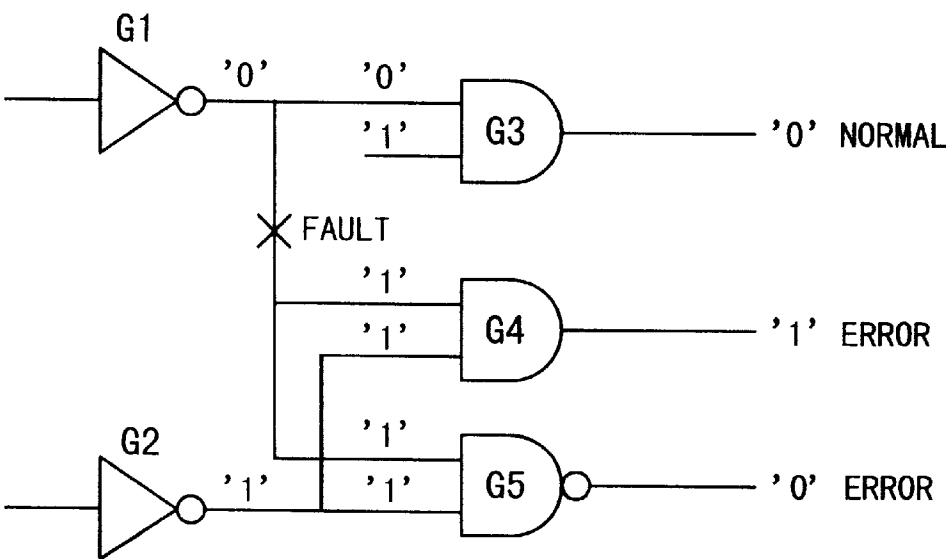 G1
'0' '0'
'1' G3 '0' NORMAL
FAULT
'1'
'1' G4 '1' ERROR
G2 '1'
'1' '1' G5 '0' ERROR